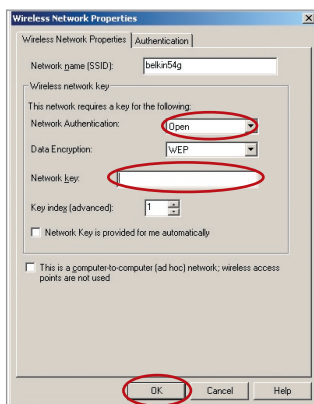 Wireless Network Properties
Wireless Network Properties Authentication
Network name (SSID): belkin54g
Wireless network key
This network requires a key for the following:
Network Authentication: Open
Data Encryption: WEP
Network key:
Key index (advanced): 1
Network Key is provided for me automatically
This is a computer-to-computer (ad hoc) network; wireless access
points are not used
OK Cancel Help